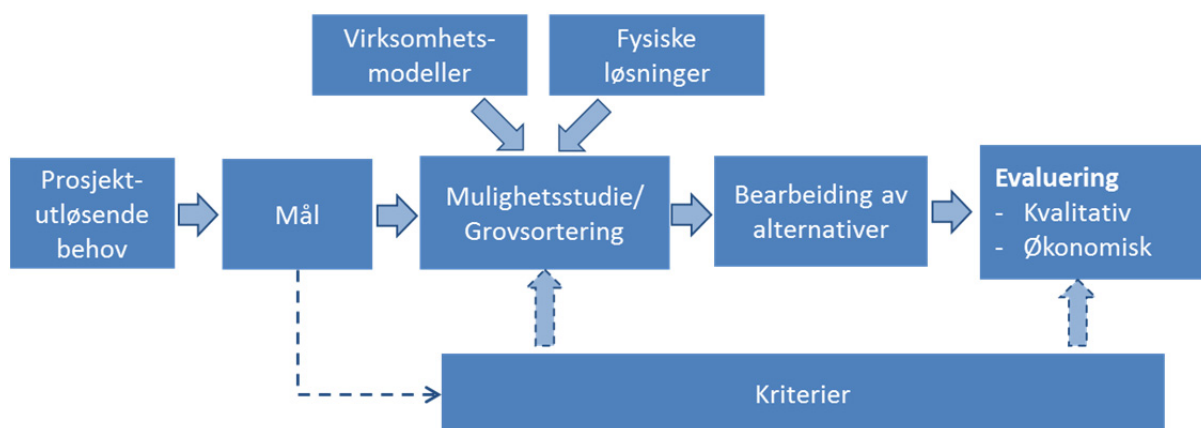 Virksomhets-
modeller
Fysiske
løsninger
Prosjekt-
utløsende
behov
Mål
Mulighetsstudie/
Grovsortering
Bearbeiding av
alternativer
Evaluering
- Kvalitativ
- Økonomisk
Kriterier